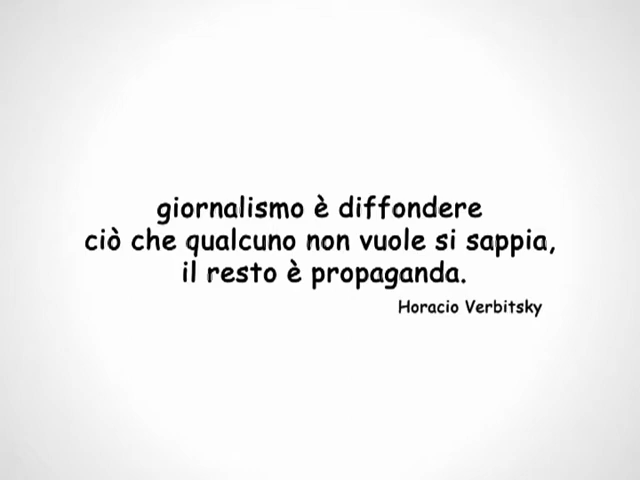 giornalismo è diffondere
ciò che qualcuno non vuole si sappia,
il resto è propaganda.
Horacio Verbitsky